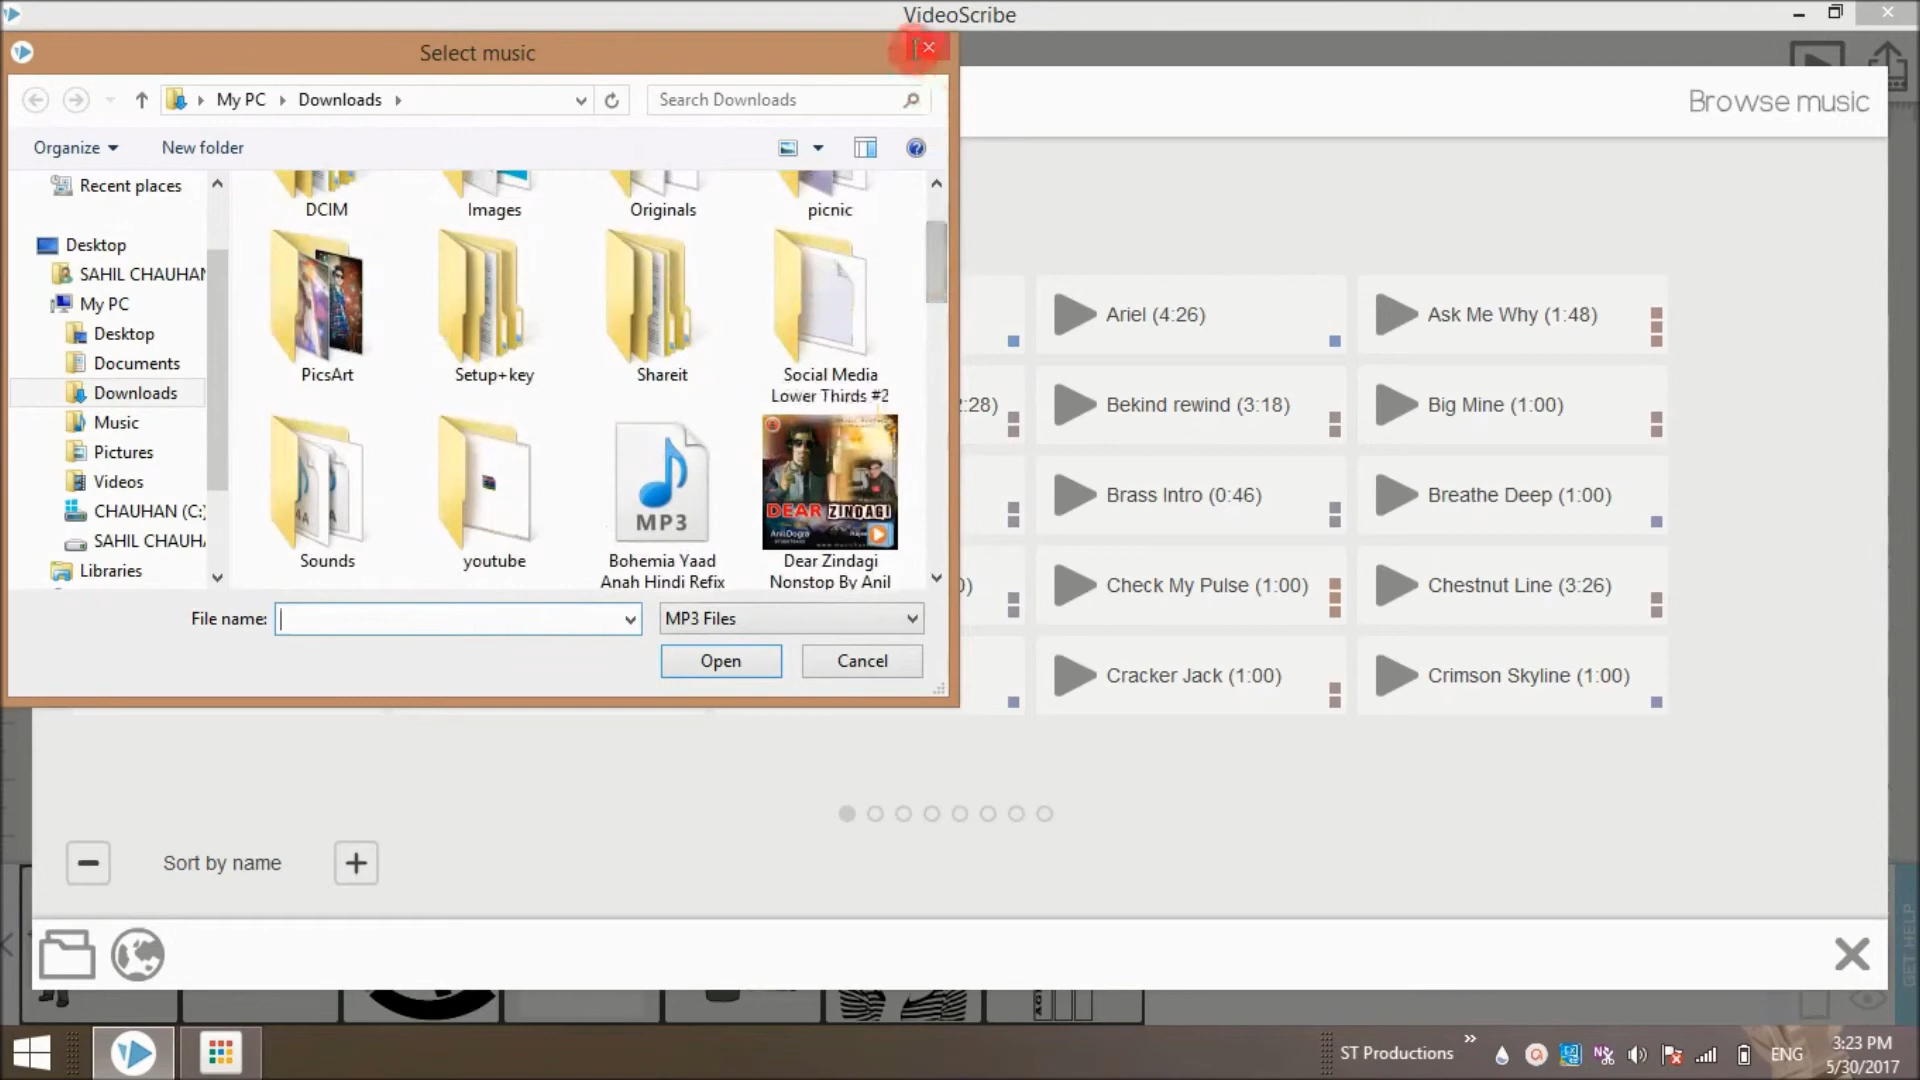 VideoScribe
Select music
My PC
Downloads
Search Downloads
Browse music
Organize
New folder
Recent places
Desktop
SAHIL CHAUHAN
My PC
Desktop
Documents
Downloads
Music
Pictures
Videos
CHAUHAN (C:)
SAHIL CHAUHA
Libraries
DCIM
Images
Originals
picnic
PicsArt
Setup+key
Shareit
Social Media
Lower Thirds #2
Sounds
youtube
MP3
Bohemia Yaad
Anah Hindi Refix
DEAR ZINDAGI
Dear Zindagi
Nonstop By Anil
File name:
MP3 Files
Open
Cancel
Ariel (4:26)
Ask Me Why (1:48)
2:28)
Bekind rewind (3:18)
Big Mine (1:00)
Brass Intro (0:46)
Breathe Deep (1:00)
0)
Check My Pulse (1:00)
Chestnut Line (3:26)
Cracker Jack (1:00)
Crimson Skyline (1:00)
Sort by name
GET HELP
ST Productions
ENG
3:23 PM
5/30/2017